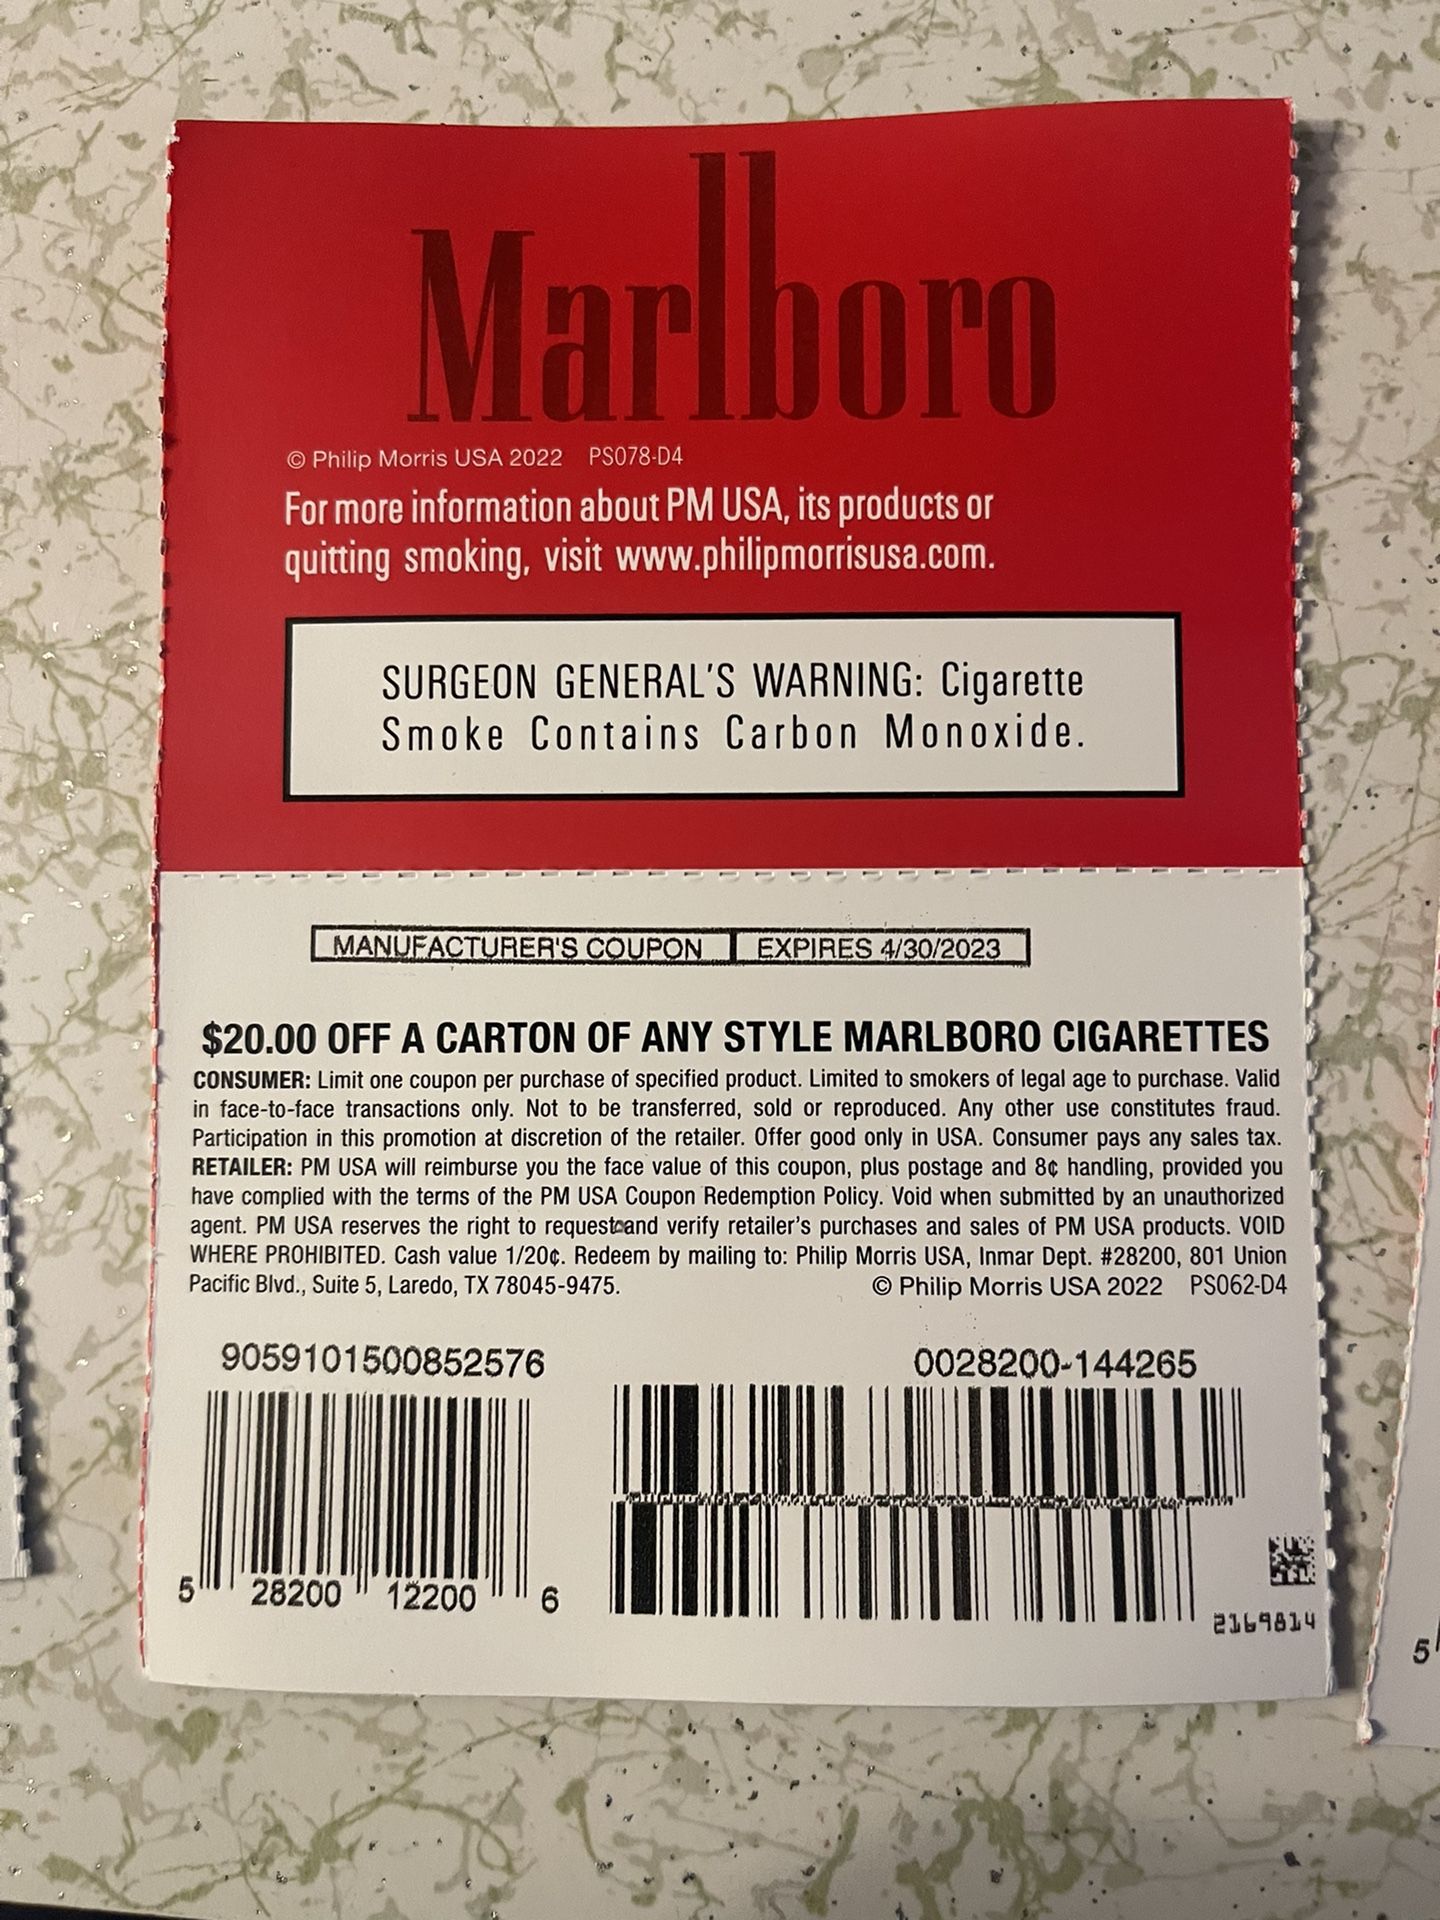 Marlboro
© Philip Morris USA 2022 PS078-D4
For more information about PM USA, its products or
quitting smoking, visit www.philipmorrisusa.com.
SURGEON GENERAL'S WARNING: Cigarette
Smoke Contains Carbon Monoxide.
MANUFACTURER'S COUPON EXPIRES 4/30/2023
$20.00 OFF A CARTON OF ANY STYLE MARLBORO CIGARETTES
CONSUMER: Limit one coupon per purchase of specified product. Limited to smokers of legal age to purchase. Valid
in face-to-face transactions only. Not to be transferred, sold or reproduced. Any other use constitutes fraud.
Participation in this promotion at discretion of the retailer. Offer good only in USA. Consumer pays any sales tax.
RETAILER: PM USA will reimburse you the face value of this coupon, plus postage and 8¢ handling, provided you
have complied with the terms of the PM USA Coupon Redemption Policy. Void when submitted by an unauthorized
agent. PM USA reserves the right to request and verify retailer's purchases and sales of PM USA products. VOID
WHERE PROHIBITED. Cash value 1/20¢. Redeem by mailing to: Philip Morris USA, Inmar Dept. #28200, 801 Union
Pacific Blvd., Suite 5, Laredo, TX 78045-9475. © Philip Morris USA 2022 PS062-D4
9059101500852576 0028200-144265
5 28200 12200 6
2169814
5